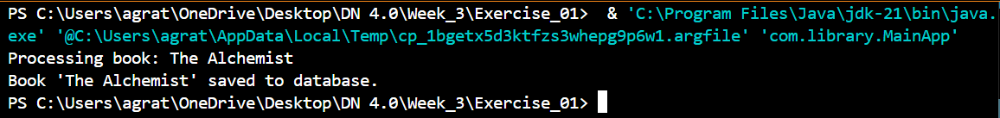 PS C:\Users\agrat\OneDrive\Desktop\DN 4.0\Week_3\Exercise_01>  & 'C:\Program Files\Java\jdk-21\bin\java.
exe' '@C:\Users\agrat\AppData\Local\Temp\cp_1bgetx5d3ktfzs3whepg9p6w1.argfile' 'com.library.MainApp'
Processing book: The Alchemist
Book 'The Alchemist' saved to database.
PS C:\Users\agrat\OneDrive\Desktop\DN 4.0\Week_3\Exercise_01>